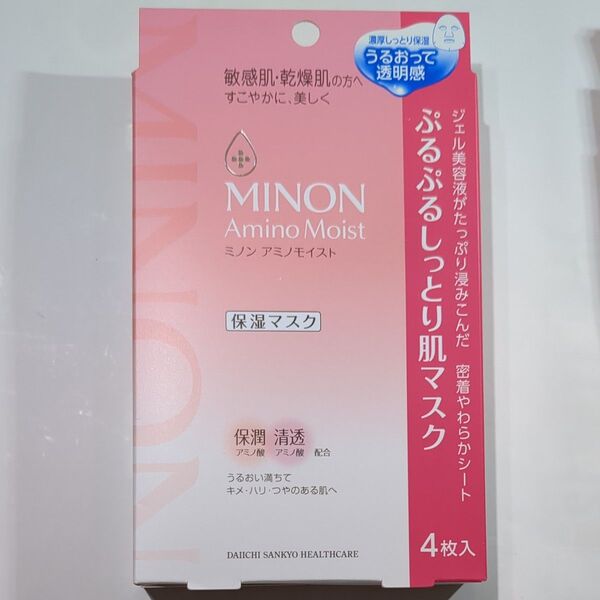 濃厚しっとり保湿
うるおって
透明感
敏感肌・乾燥肌の方へ
すこやかに、美しく
MINON
Amino Moist
ミノン アミノモイスト
保湿マスク
保潤 清透
アミノ酸 アミノ酸 配合
うるおい満ちて
キメ・ハリ・つやのある肌へ
DAIICHI SANKYO HEALTHCARE
ジェル美容液がたっぷり浸みこんだ 密着やわらかシート
ぷるぷるしっとり肌マスク
4枚入
MINON